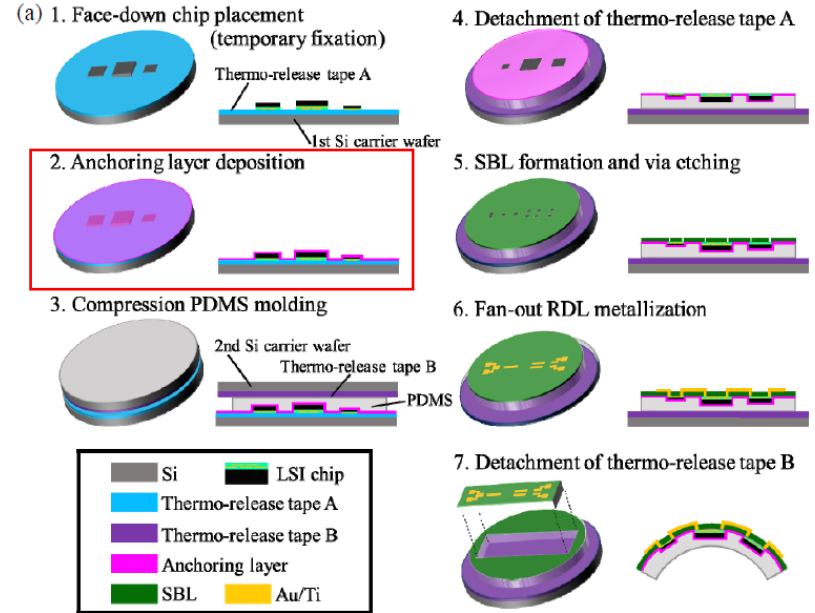 (a) 1. Face-down chip placement
(temporary fixation)
Thermo-release tape A
1st Si carrier wafer
2. Anchoring layer deposition
3. Compression PDMS molding
2nd Si carrier wafer
Thermo-release tape B
PDMS
Si
LSI chip
Thermo-release tape A
Thermo-release tape B
Anchoring layer
SBL
Au/Ti
4. Detachment of thermo-release tape A
5. SBL formation and via etching
6. Fan-out RDL metallization
7. Detachment of thermo-release tape B